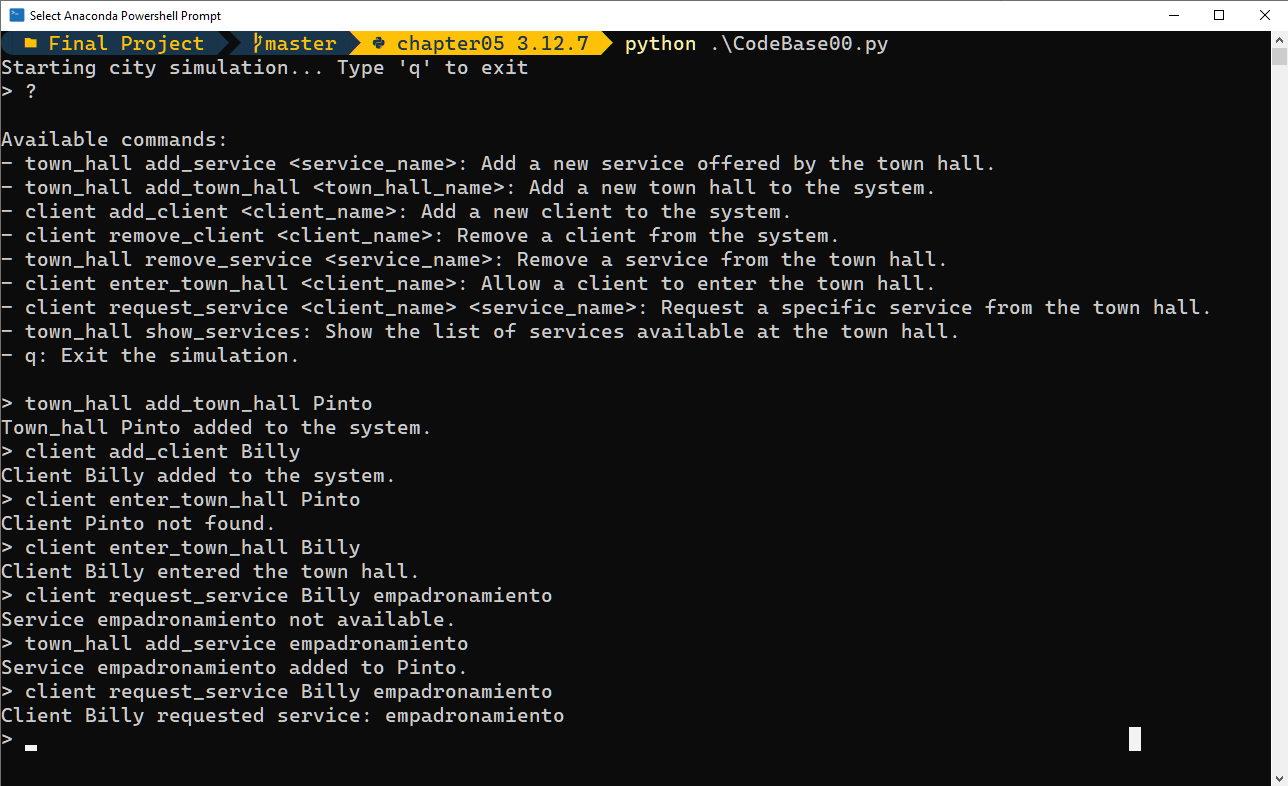 Select Anaconda Powershell Prompt
Final Project master chapter05 3.12.7 python .\CodeBase00.py
Starting city simulation... Type 'q' to exit
> ?
Available commands:
- town_hall add_service <service_name>: Add a new service offered by the town hall.
- town_hall add_town_hall <town_hall_name>: Add a new town hall to the system.
- client add_client <client_name>: Add a new client to the system.
- client remove_client <client_name>: Remove a client from the system.
- town_hall remove_service <service_name>: Remove a service from the town hall.
- client enter_town_hall <client_name>: Allow a client to enter the town hall.
- client request_service <client_name> <service_name>: Request a specific service from the town hall.
- town_hall show_services: Show the list of services available at the town hall.
- q: Exit the simulation.
> town_hall add_town_hall Pinto
Town_hall Pinto added to the system.
> client add_client Billy
Client Billy added to the system.
> client enter_town_hall Pinto
Client Pinto not found.
> client enter_town_hall Billy
Client Billy entered the town hall.
> client request_service Billy empadronamiento
Service empadronamiento not available.
> town_hall add_service empadronamiento
Service empadronamiento added to Pinto.
> client request_service Billy empadronamiento
Client Billy requested service: empadronamiento
>